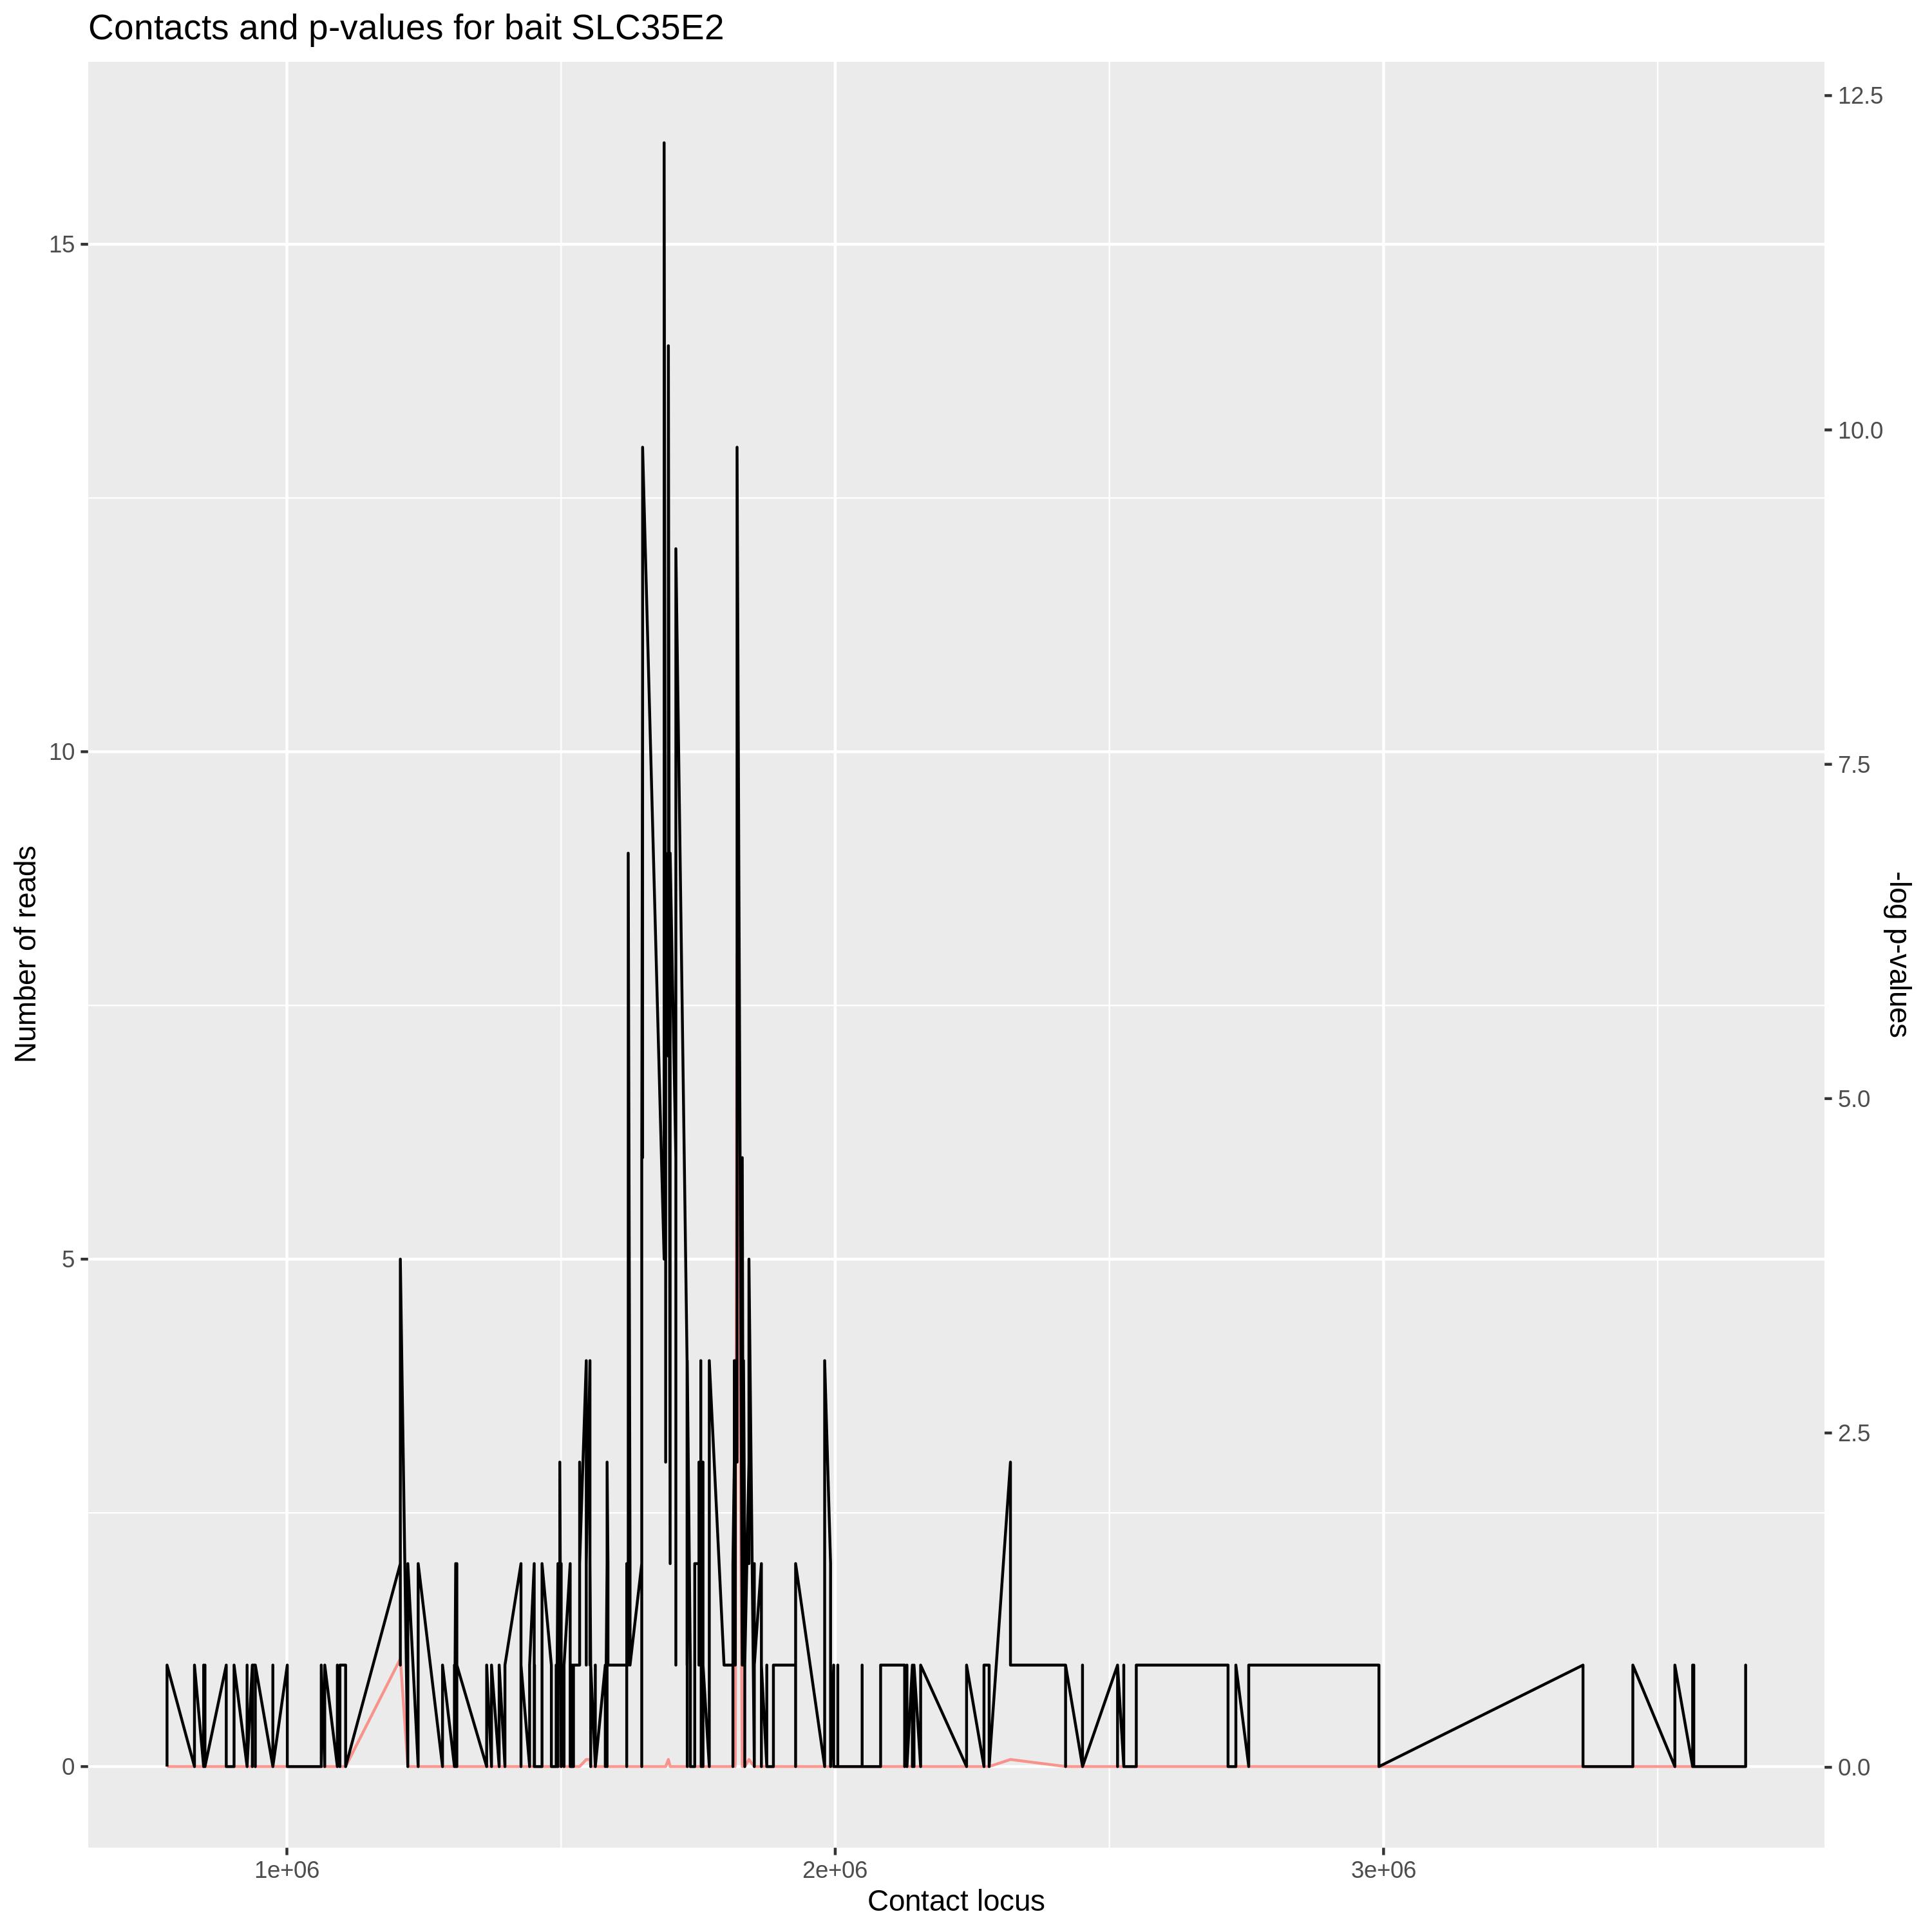 Contacts and p-values for bait SLC35E2
Number of reads
15
10
5
0
12.5
10.0
7.5
5.0
2.5
0.0
-log p-values
1e+06
2e+06
3e+06
Contact locus